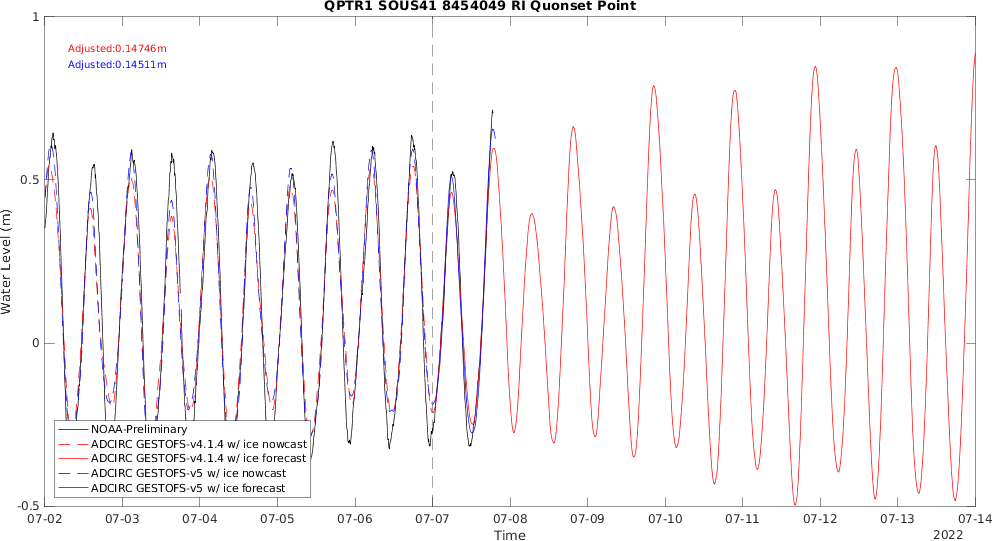 QPTR1 SOUS41 8454049 RI Quonset Point
Adjusted:0.14746m
Adjusted:0.14511m
Water Level (m)
1
0.5
0
-0.5
NOAA-Preliminary
ADCIRC GESTOFS-v4.1.4 w/ ice nowcast
ADCIRC GESTOFS-v4.1.4 w/ ice forecast
ADCIRC GESTOFS-v5 w/ ice nowcast
ADCIRC GESTOFS-v5 w/ ice forecast
07-02 07-03 07-04 07-05 07-06 07-07 07-08 07-09 07-10 07-11 07-12 07-13 07-14
Time
2022